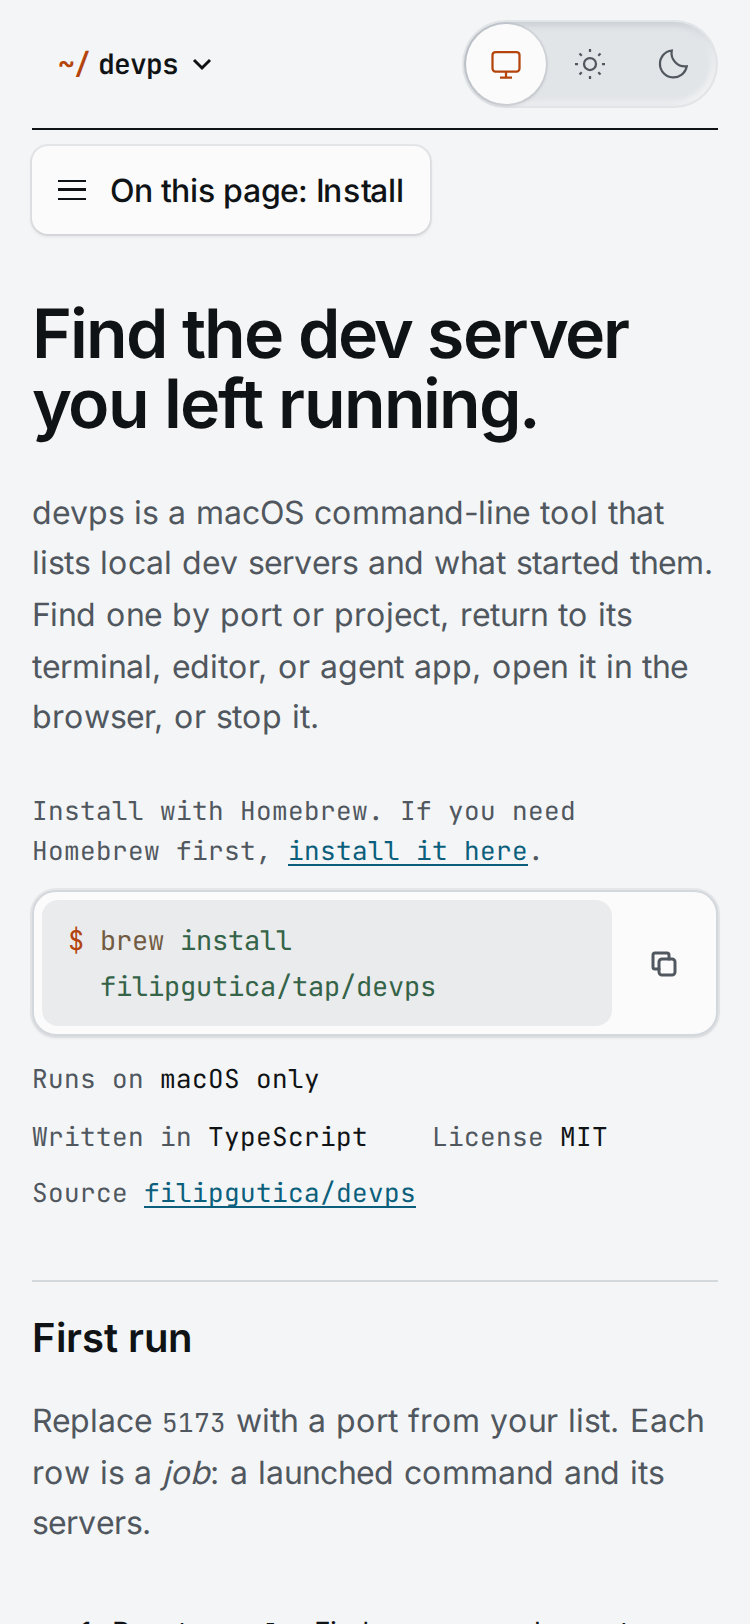 ~/ devps
On this page: Install
Find the dev server
you left running.
devps is a macOS command-line tool that
lists local dev servers and what started them.
Find one by port or project, return to its
terminal, editor, or agent app, open it in the
browser, or stop it.
Install with Homebrew. If you need
Homebrew first, install it here.
$ brew install
filipgutica/tap/devps
Runs on macOS only
Written in TypeScript License MIT
Source filipgutica/devps
First run
Replace 5173 with a port from your list. Each
row is a job: a launched command and its
servers.